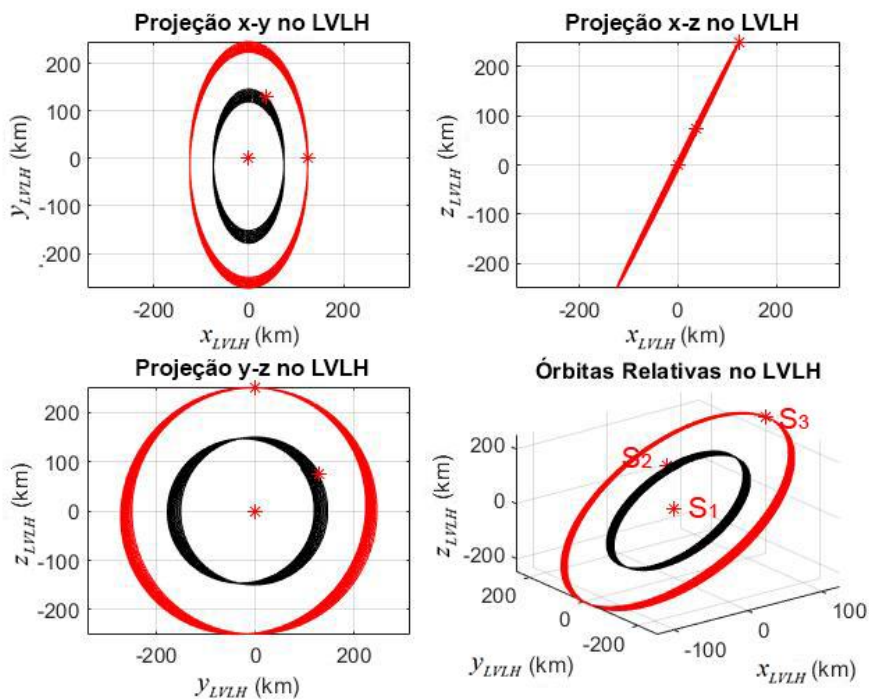 Projeção x-y no LVLH
200
100
0
-100
-200
-200
0
200
y_LVLH (km)
x_LVLH (km)
Projeção x-z no LVLH
200
100
0
-100
-200
-200
0
200
z_LVLH (km)
x_LVLH (km)
Projeção y-z no LVLH
200
100
0
-100
-200
-200
0
200
z_LVLH (km)
y_LVLH (km)
Órbitas Relativas no LVLH
S3
S2
S1
200
0
-200
z_LVLH (km)
200
0
-200
y_LVLH (km)
-100
0
100
x_LVLH (km)